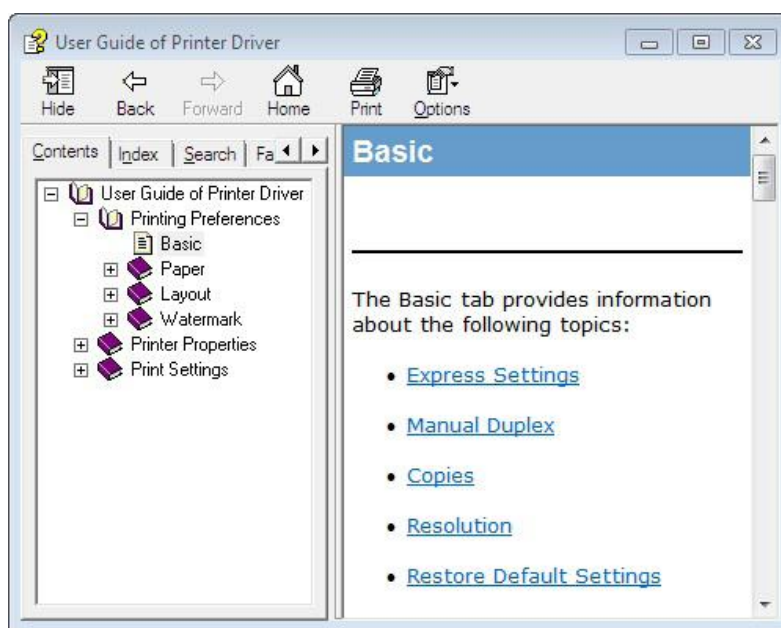 User Guide of Printer Driver
Hide Back Forward Home Print Options
Contents Index Search Fa
User Guide of Printer Driver
Printing Preferences
Basic
Paper
Layout
Watermark
Printer Properties
Print Settings
Basic
The Basic tab provides information
about the following topics:
• Express Settings
• Manual Duplex
• Copies
• Resolution
• Restore Default Settings